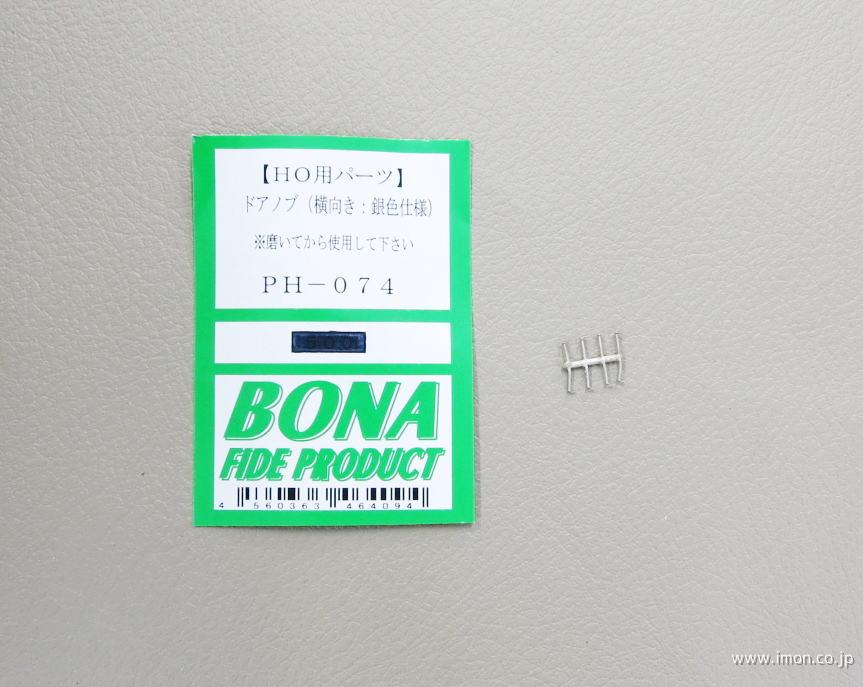 【HO用パーツ】
ドアノブ（横向き：銀色仕様）
※磨いてから使用して下さい
PH－074
BONA
FIDE PRODUCT
4 560363 464094
www.imon.co.jp